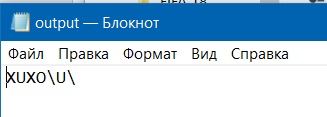 output — Блокнот
Файл Правка Формат Вид Справка
XUXO\U\